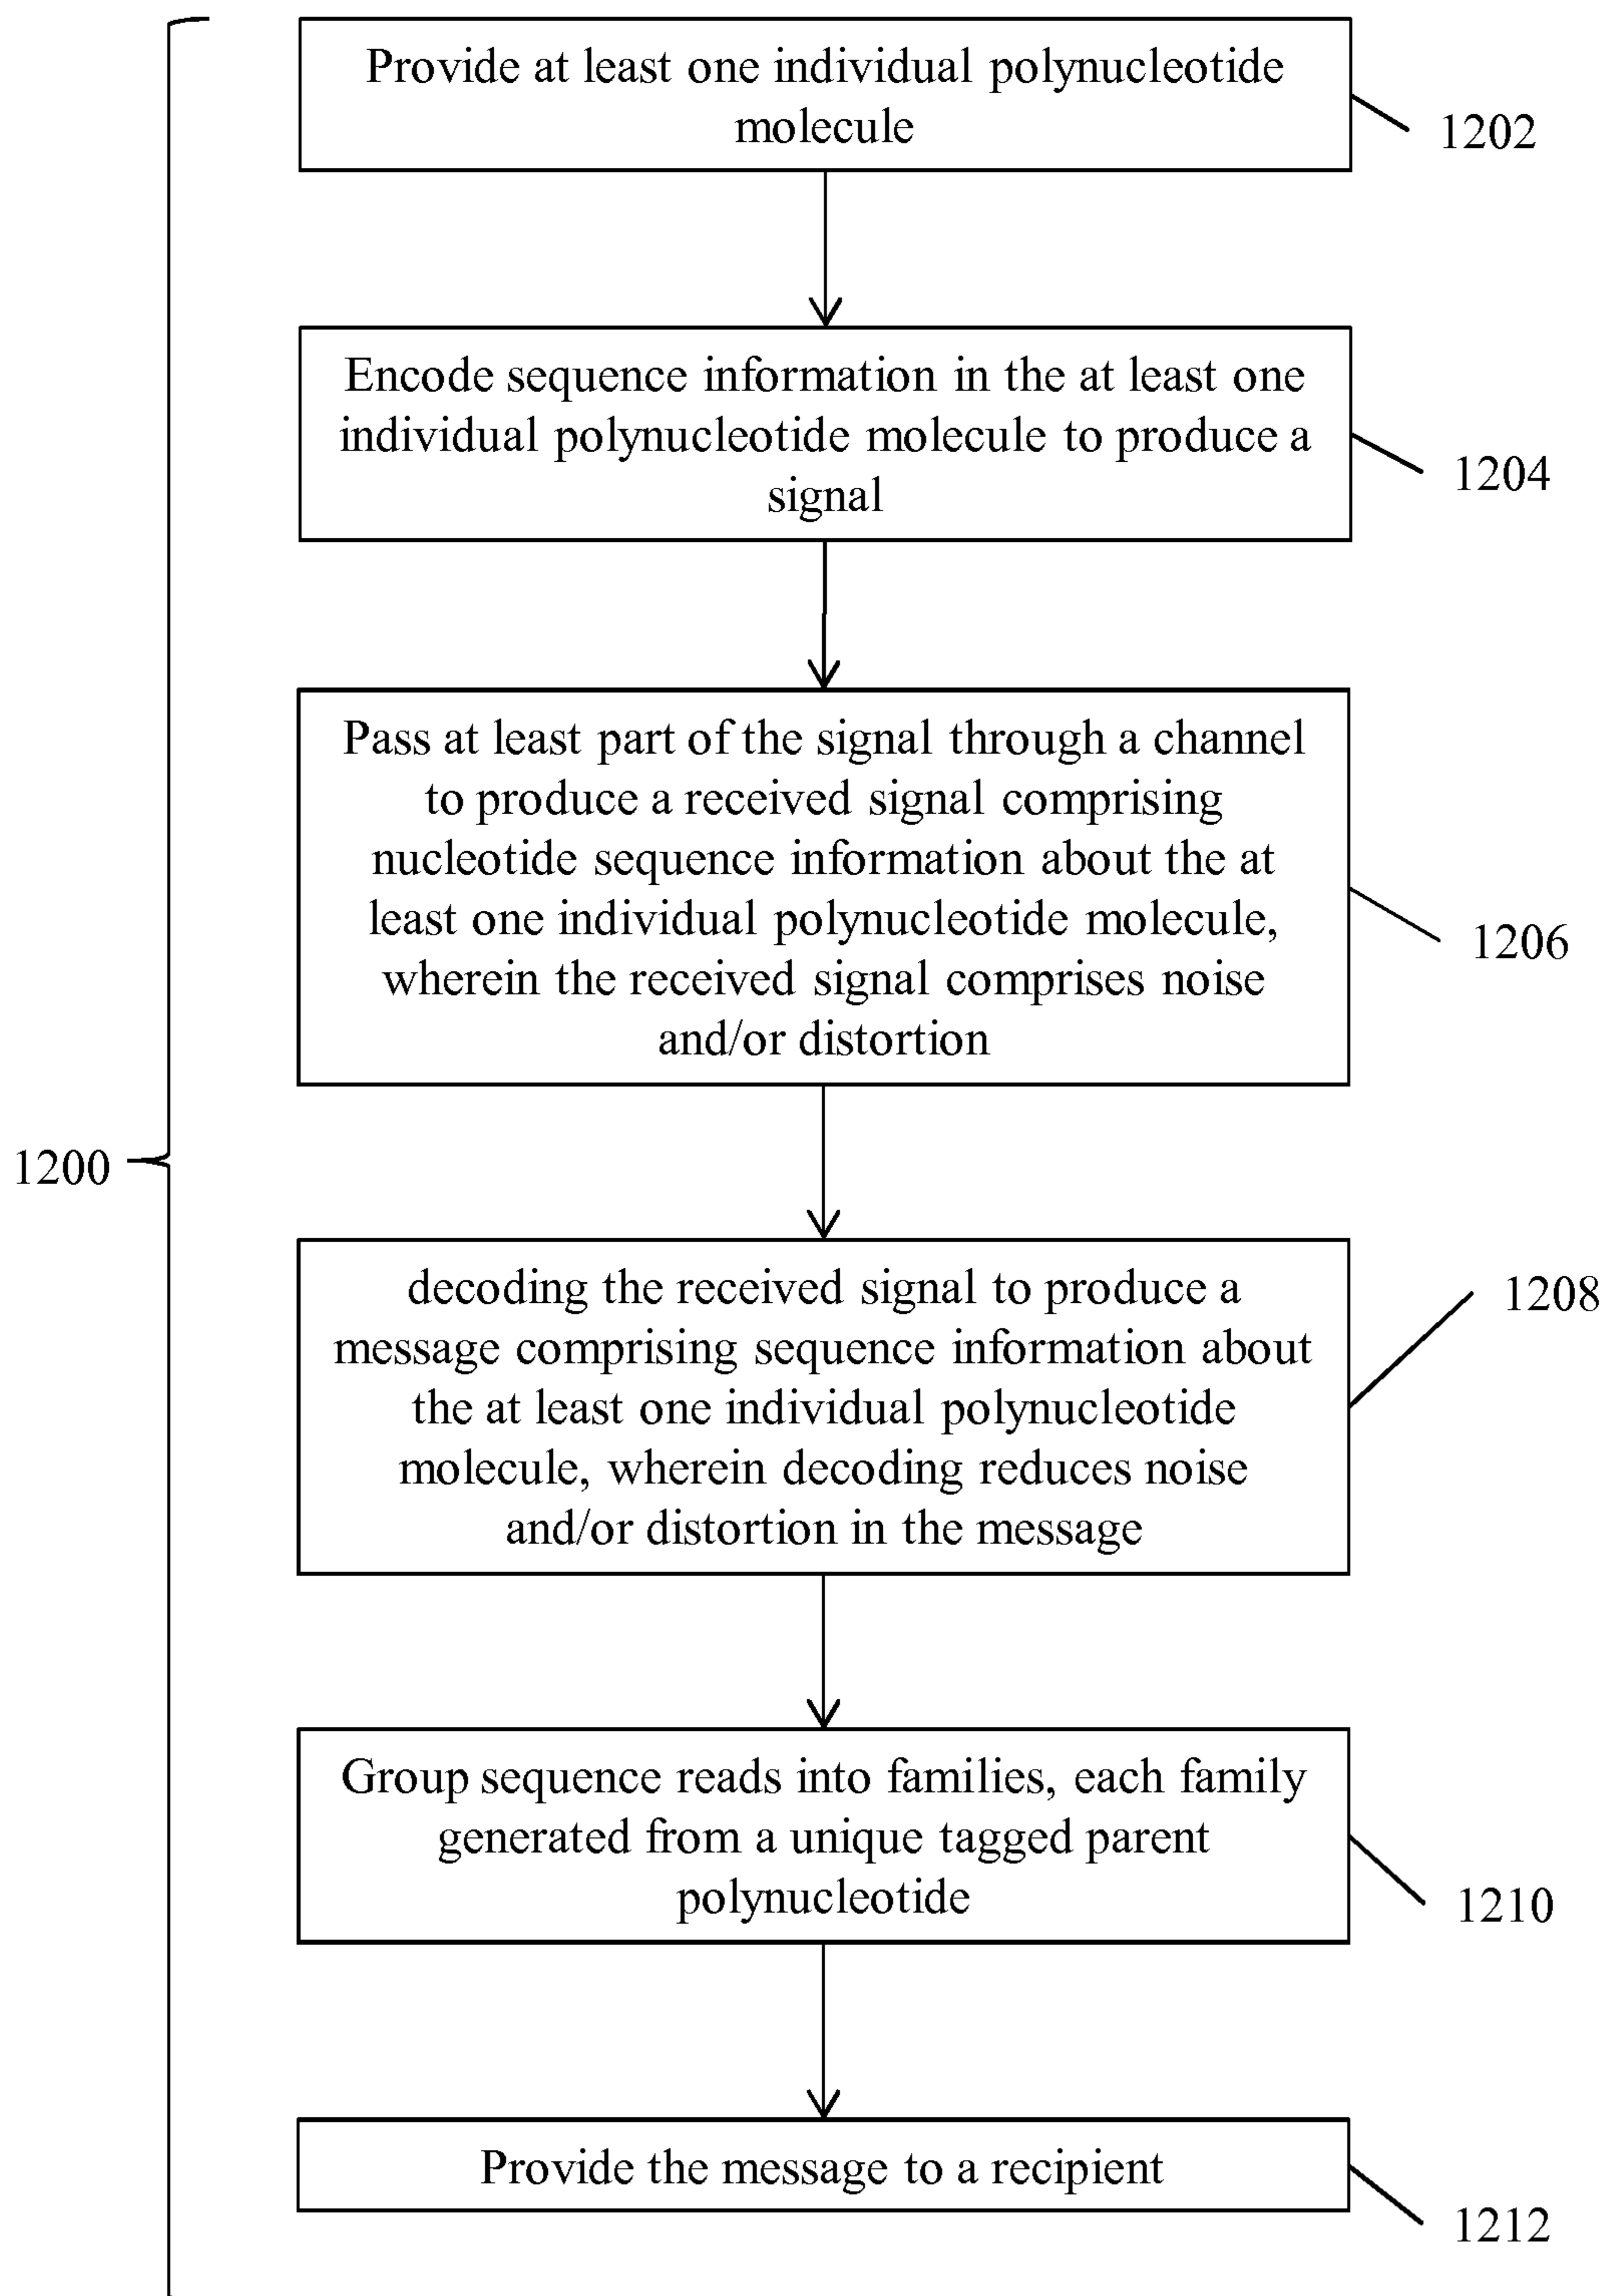 Provide at least one individual polynucleotide
molecule
1202
Encode sequence information in the at least one
individual polynucleotide molecule to produce a
signal
1204
Pass at least part of the signal through a channel
to produce a received signal comprising
nucleotide sequence information about the at
least one individual polynucleotide molecule,
wherein the received signal comprises noise
and/or distortion
1206
1200
decoding the received signal to produce a
message comprising sequence information about
the at least one individual polynucleotide
molecule, wherein decoding reduces noise
and/or distortion in the message
1208
Group sequence reads into families, each family
generated from a unique tagged parent
polynucleotide
1210
Provide the message to a recipient
1212